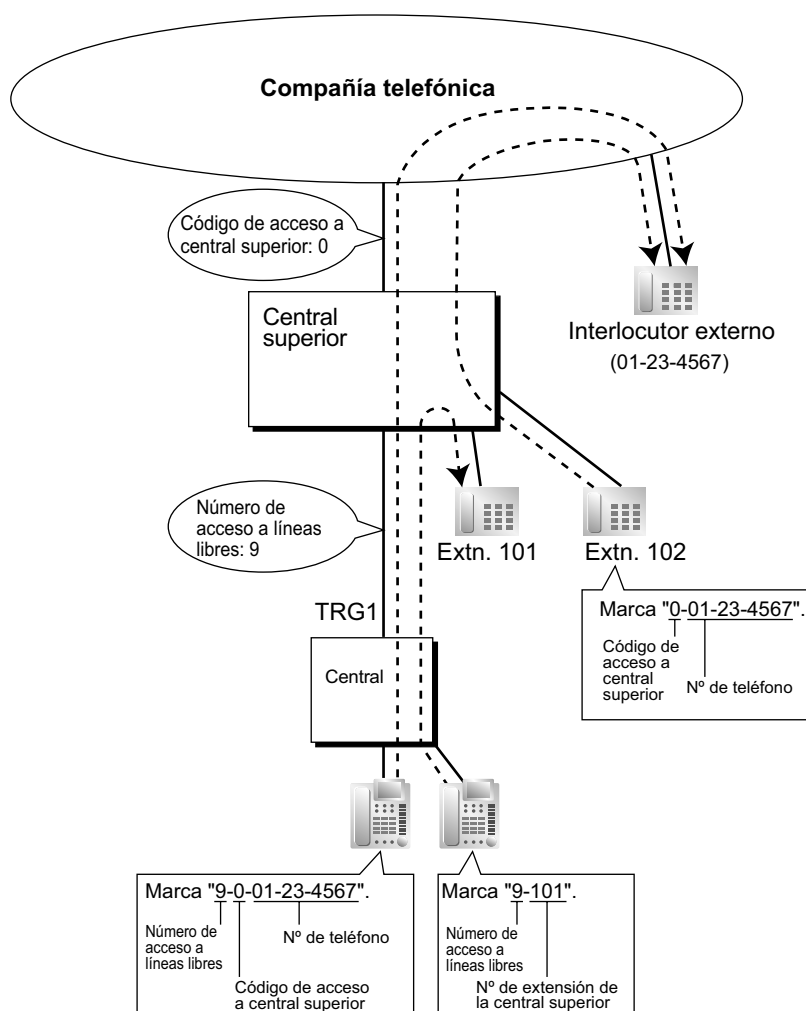 Compañía telefónica
Código de acceso a
central superior: 0
Central
superior
Interlocutor externo
(01-23-4567)
Número de
acceso a líneas
libres: 9
Extn. 101
Extn. 102
TRG1
Marca "0-01-23-4567".
Código de
acceso a
central
superior
Nº de teléfono
Central
Marca "9-0-01-23-4567".
Número de
acceso a
líneas libres
Nº de teléfono
Código de acceso
a central superior
Marca "9-101".
Número de
acceso a
líneas libres
Nº de extensión de
la central superior